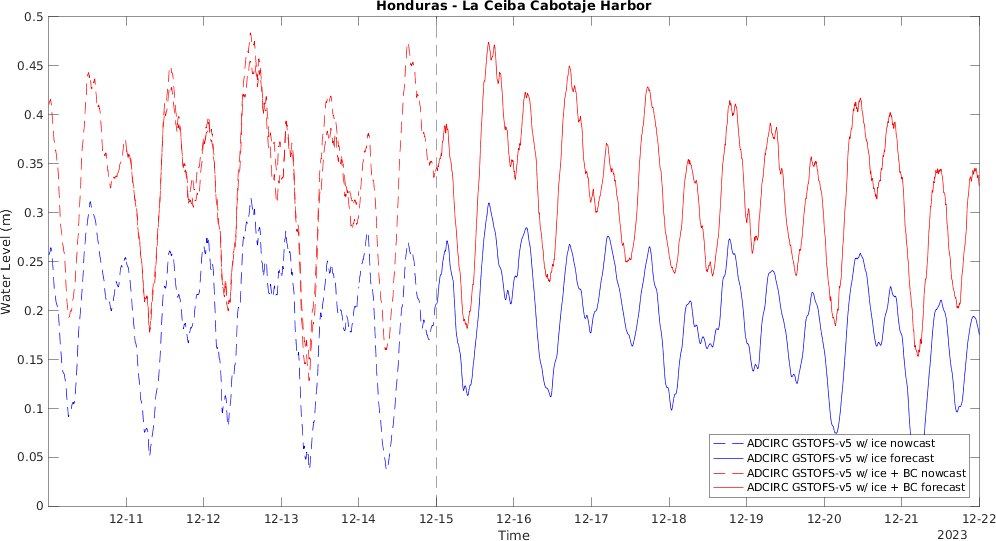 Honduras - La Ceiba Cabotaje Harbor
0.5
0.45
0.4
0.35
0.3
0.25
0.2
0.15
0.1
0.05
0
Water Level (m)
ADCIRC GSTOFS-v5 w/ ice nowcast
ADCIRC GSTOFS-v5 w/ ice forecast
ADCIRC GSTOFS-v5 w/ ice + BC nowcast
ADCIRC GSTOFS-v5 w/ ice + BC forecast
12-11 12-12 12-13 12-14 12-15 12-16 12-17 12-18 12-19 12-20 12-21 12-22
Time
2023